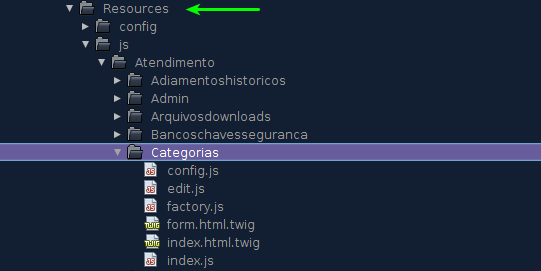 Resources
config
js
Atendimento
Adiamentoshistoricos
Admin
Arquivosdownloads
Bancoschavesseguranca
Categorias
config.js
edit.js
factory.js
form.html.twig
index.html.twig
index.js